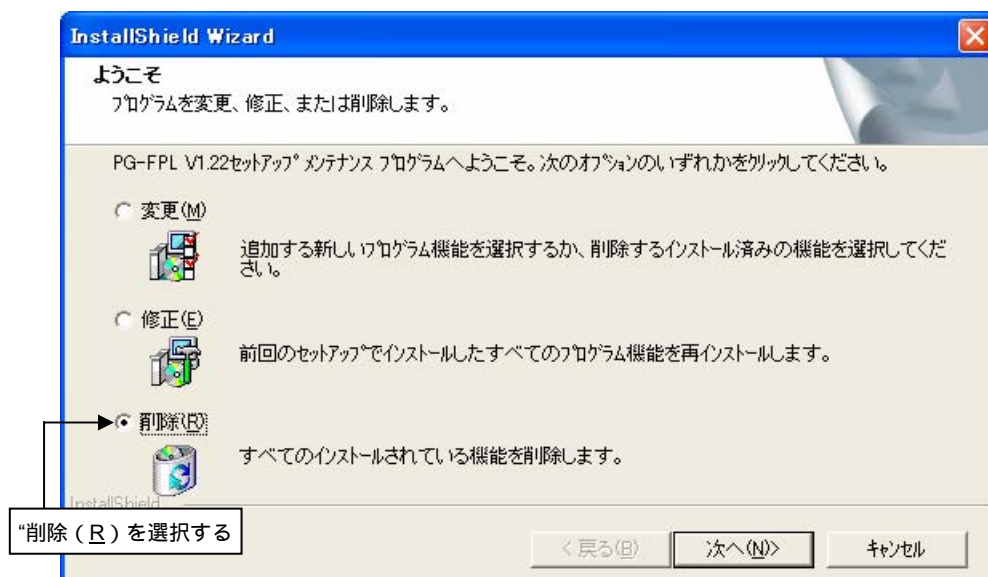 InstallShield Wizard
ようこそ
プログラムを変更、修正、または削除します。
PG-FPL V1.22セットアップ メンテナンス プログラムへようこそ。次のオプションのいずれかをクリックしてください。
変更(M)
追加する新しいプログラム機能を選択するか、削除するインストール済みの機能を選択してくだ
さい。
修正(E)
前回のセットアップでインストールしたすべてのプログラム機能を再インストールします。
削除(R)
すべてのインストールされている機能を削除します。
InstallShield
“削除(R)を選択する
< 戻る(B)
次へ(N)>
キャンセル